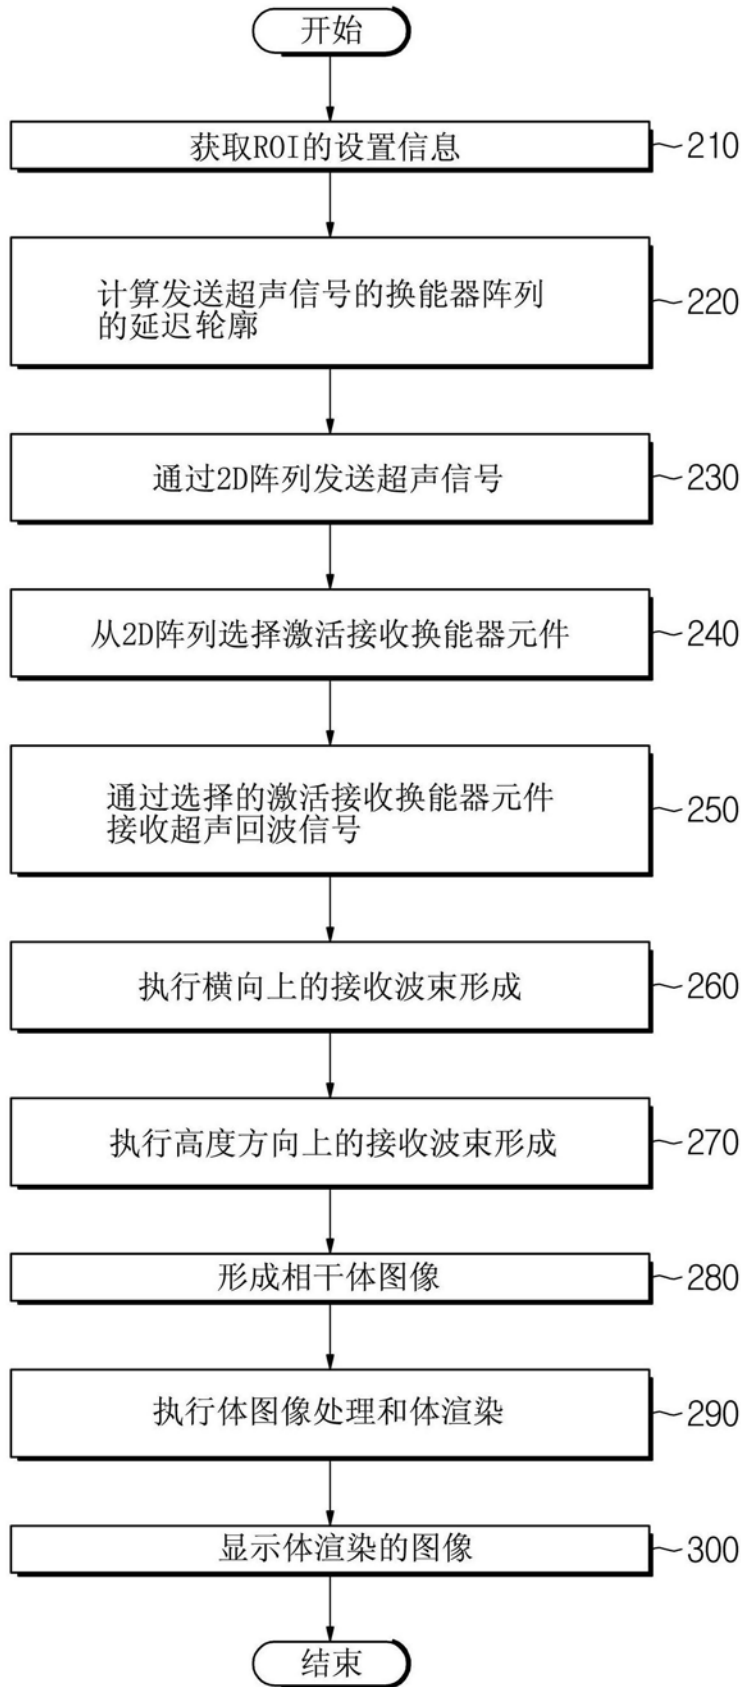 开始
获取ROI的设置信息
210
计算发送超声信号的换能器阵列
的延迟轮廓
220
通过2D阵列发送超声信号
230
从2D阵列选择激活接收换能器元件
240
通过选择的激活接收换能器元件
接收超声回波信号
250
执行横向上的接收波束形成
260
执行高度方向上的接收波束形成
270
形成相干体图像
280
执行体图像处理和体渲染
290
显示体渲染的图像
300
结束